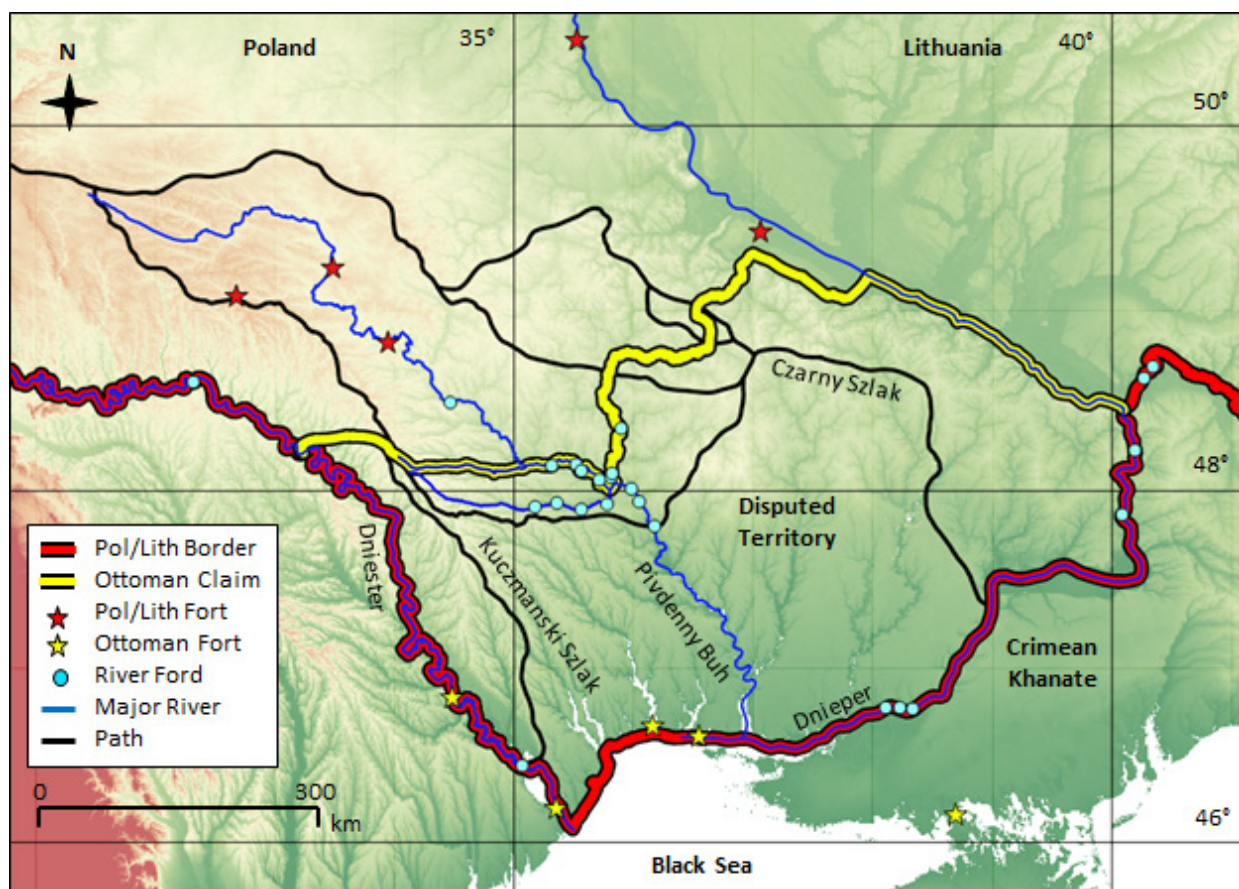 Poland
35°
Lithuania
40°
N
50°
Czarny Szlak
48°
Disputed
Territory
Pol/Lith Border
Ottoman Claim
Pol/Lith Fort
Ottoman Fort
River Ford
Major River
Path
Dniester
Kuczmanski Szlak
Pivdenny Buh
Dnieper
Crimean
Khanate
0
300
km
46°
Black Sea